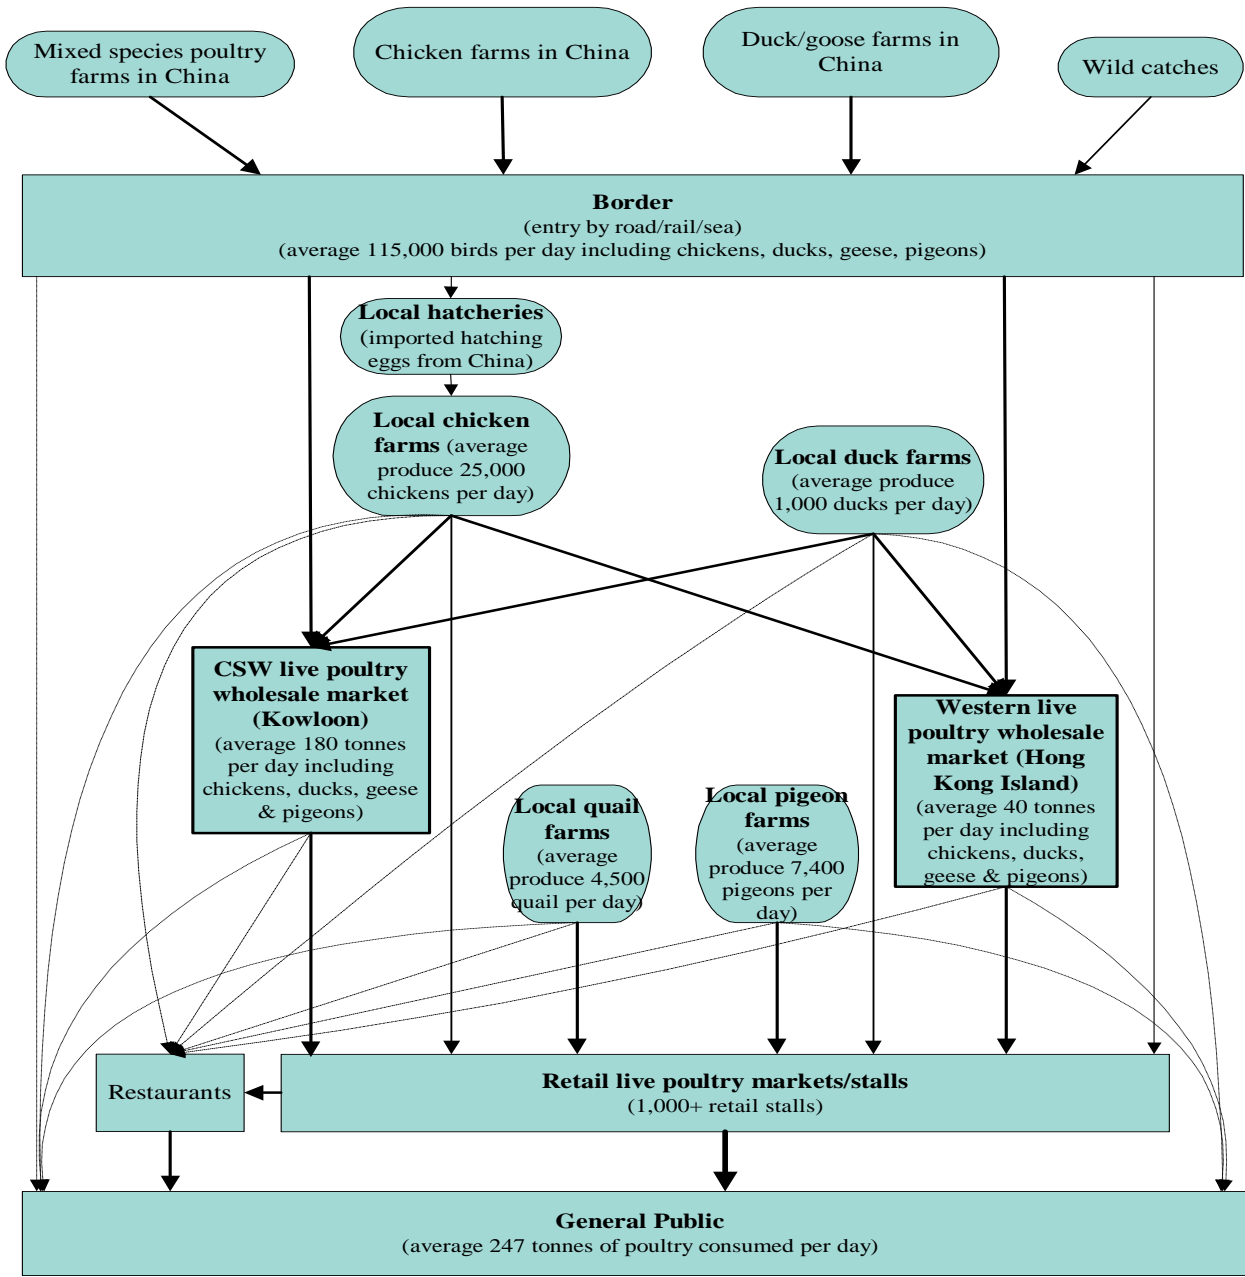 Mixed species poultry
farms in China
Chicken farms in China
Duck/goose farms in
China
Wild catches
Border
(entry by road/rail/sea)
(average 115,000 birds per day including chickens, ducks, geese, pigeons)
Local hatcheries
(imported hatching
eggs from China)
Local chicken
farms (average
produce 25,000
chickens per day)
Local duck farms
(average produce
1,000 ducks per day)
CSW live poultry
wholesale market
(Kowloon)
(average 180 tonnes
per day including
chickens, ducks, geese
& pigeons)
Western live
poultry wholesale
market (Hong
Kong Island)
(average 40 tonnes
per day including
chickens, ducks,
geese & pigeons)
Local quail
farms
(average
produce 4,500
quail per day)
Local pigeon
farms
(average
produce 7,400
pigeons per
day)
Restaurants
Retail live poultry markets/stalls
(1,000+ retail stalls)
General Public
(average 247 tonnes of poultry consumed per day)